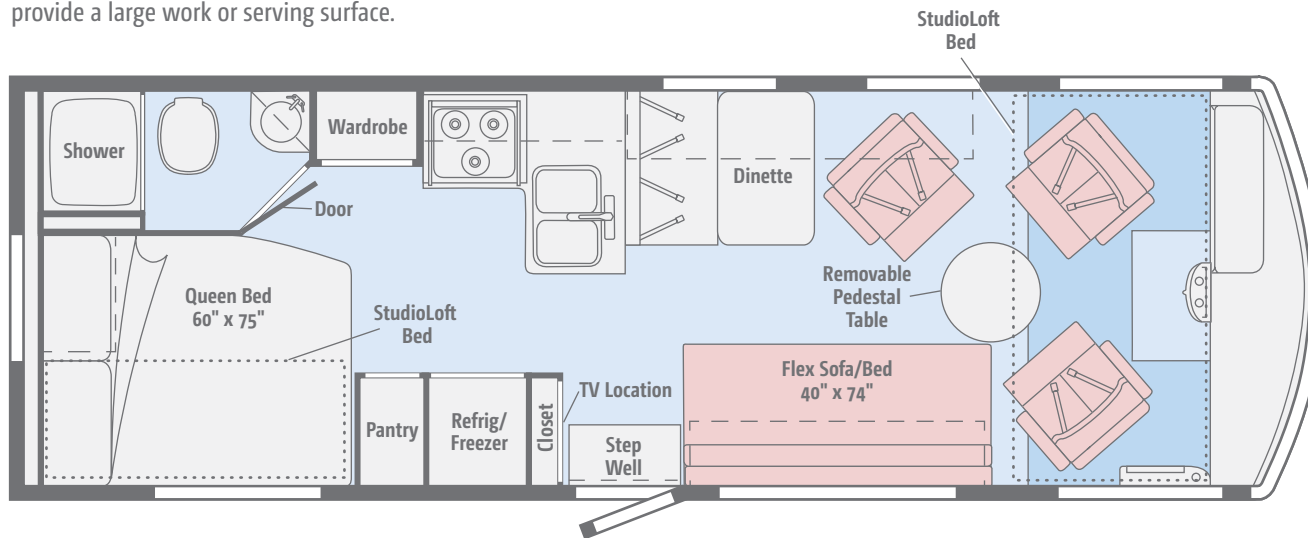 provide a large work or serving surface.
StudioLoft
Bed
Shower
Wardrobe
Door
Dinette
Queen Bed
60" x 75"
StudioLoft
Bed
Removable
Pedestal
Table
Flex Sofa/Bed
40" x 74"
TV Location
Pantry
Refrig/
Freezer
Closet
Step
Well